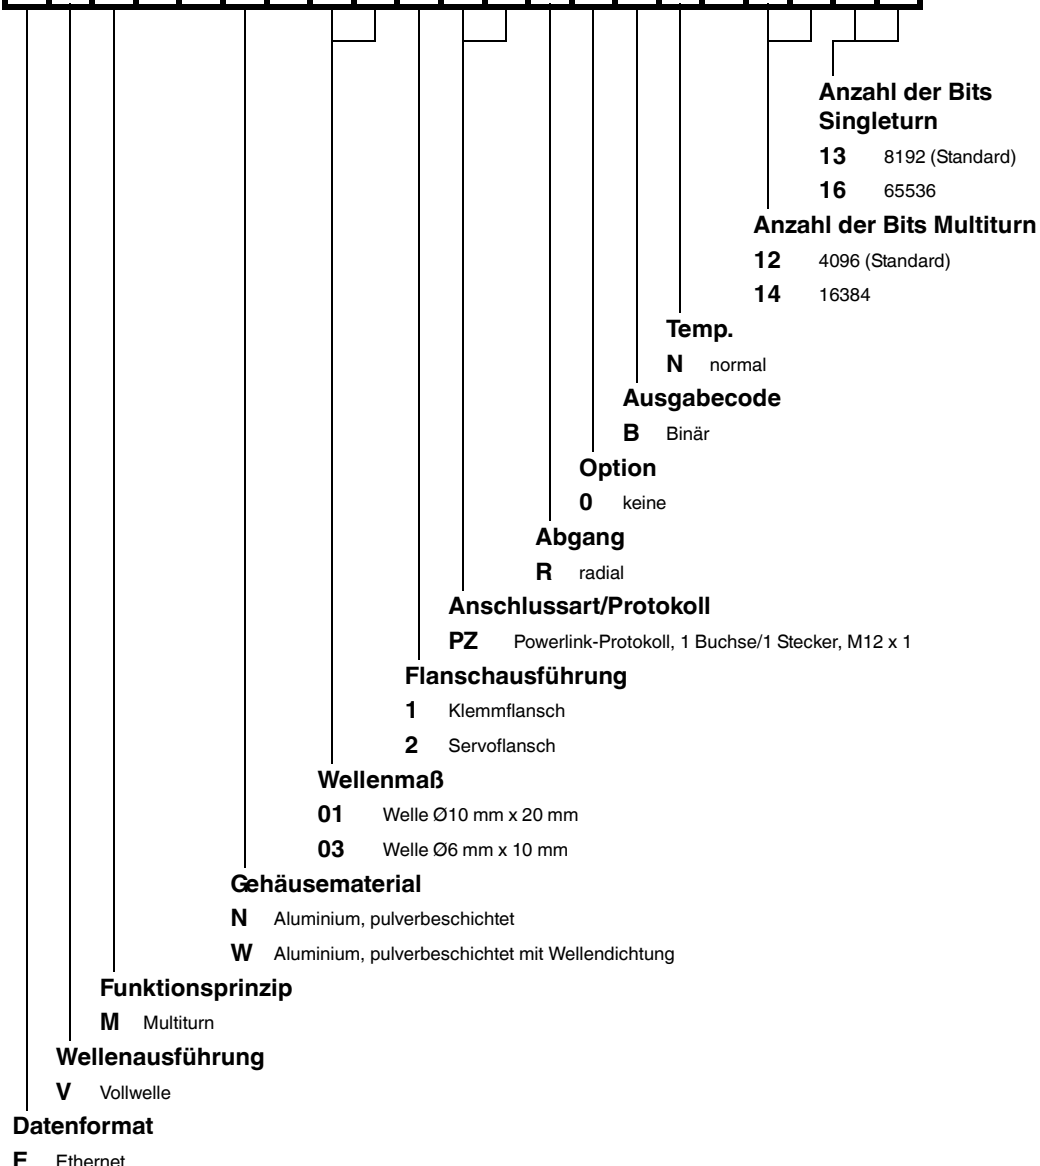 Anzahl der Bits
Singleturn
13 8192 (Standard)
16 65536
Anzahl der Bits Multiturn
12 4096 (Standard)
14 16384
Temp.
N normal
Ausgabecode
B Binär
Option
0 keine
Abgang
R radial
Anschlussart/Protokoll
PZ Powerlink-Protokoll, 1 Buchse/1 Stecker, M12 x 1
Flanschausführung
1 Klemmflansch
2 Servoflansch
Wellenmaß
01 Welle Ø10 mm x 20 mm
03 Welle Ø6 mm x 10 mm
Gehäusematerial
N Aluminium, pulverbeschichtet
W Aluminium, pulverbeschichtet mit Wellendichtung
Funktionsprinzip
M Multiturn
Wellenausführung
V Vollwelle
Datenformat
E Ethernet